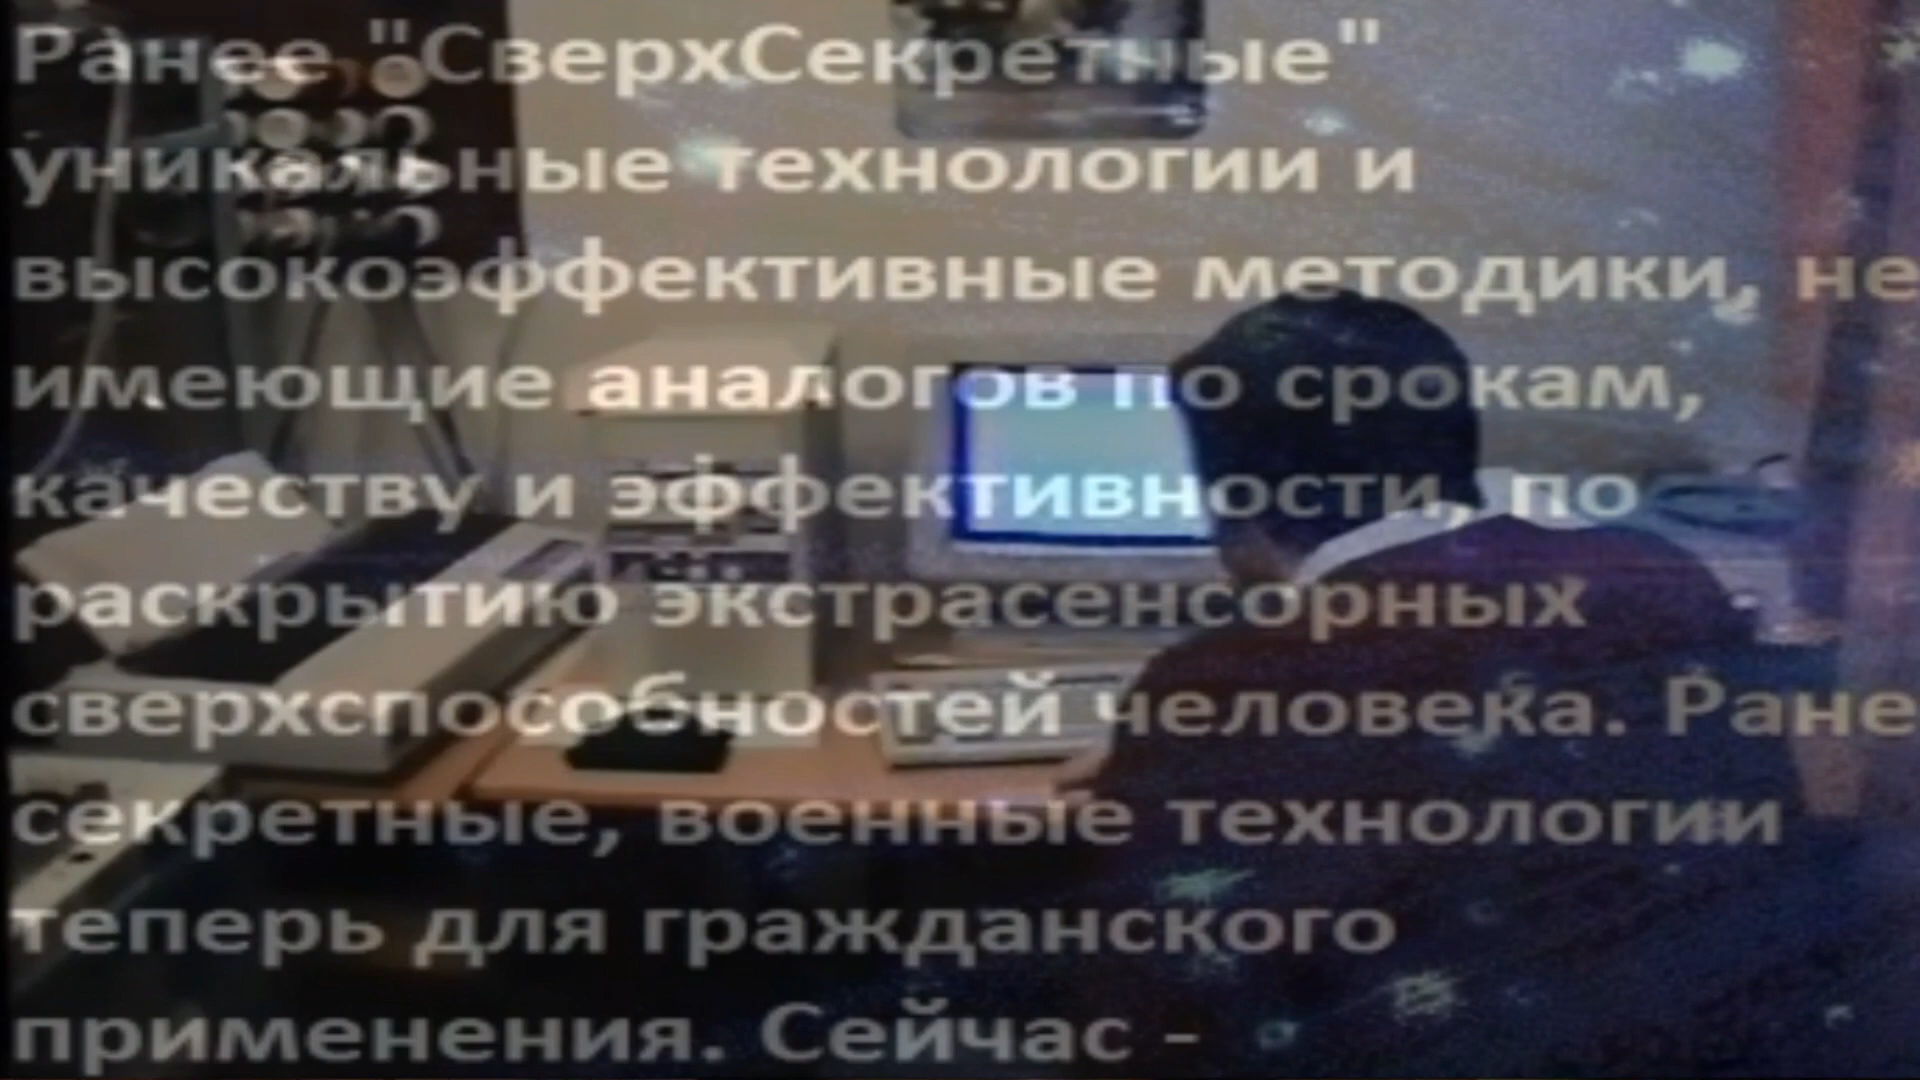 Ранее "СверхСекретные"
уникальные технологии и
высокоэффективные методики, не
имеющие аналогов по срокам,
качеству и эффективности, по
раскрытию экстрасенсорных
сверхспособностей человека. Ране
секретные, военные технологии
теперь для гражданского
применения. Сейчас -